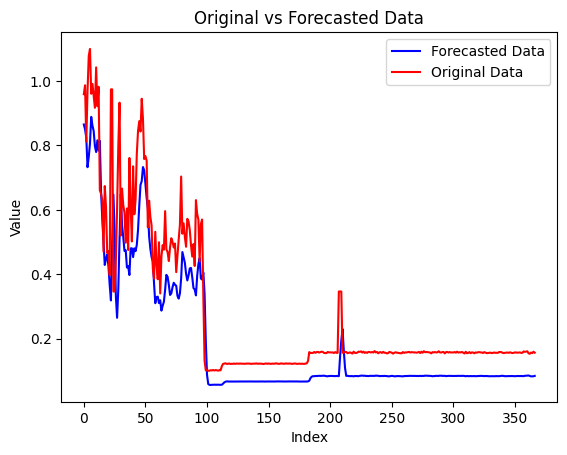 Original vs Forecasted Data
Forecasted Data
Original Data
Value
1.0
0.8
0.6
0.4
0.2
0 50 100 150 200 250 300 350
Index